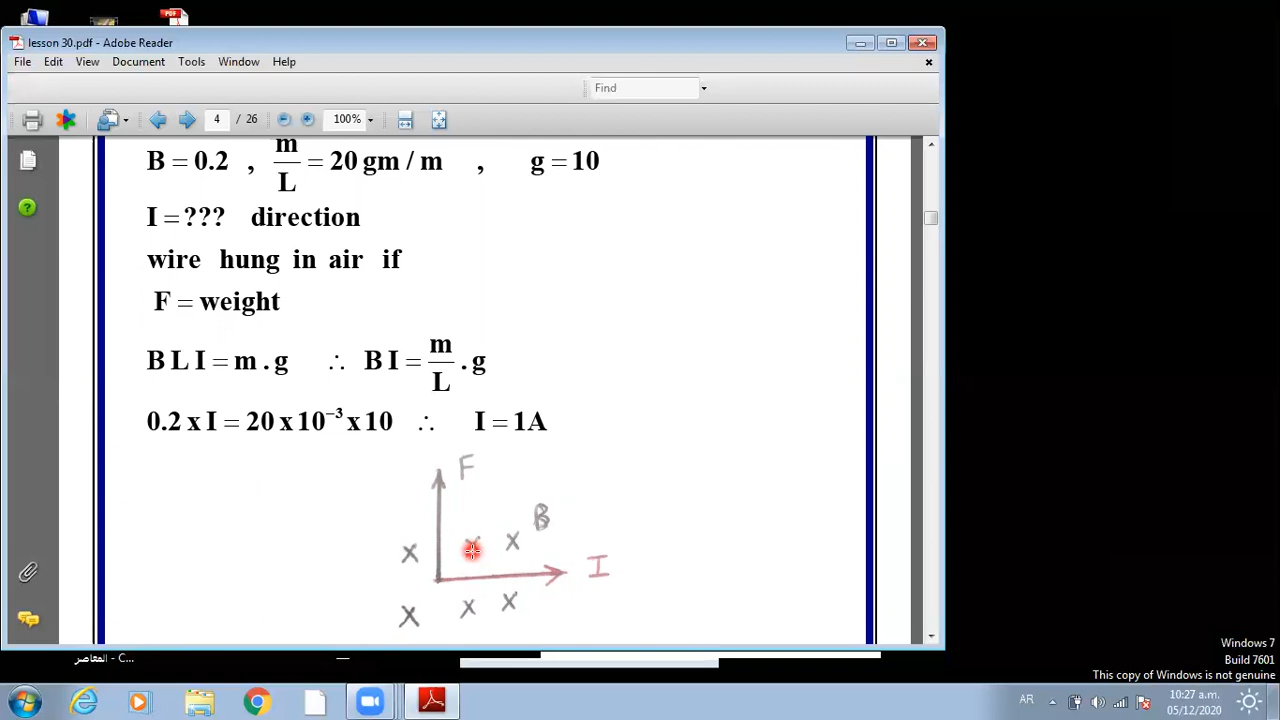 PDF
lesson 30.pdf - Adobe Reader
File Edit View Document Tools Window Help
Find
4 / 26 100%
B = 0.2 , m/L = 20 gm / m , g = 10
I = ??? direction
wire hung in air if
F = weight
B L I = m . g ∴ B I = m/L . g
0.2 x I = 20 x 10⁻³ x 10 ∴ I = 1A
F
X X B
I
X X X
المعاصر - C...
Windows 7
Build 7601
This copy of Windows is not genuine
AR 10:27 a.m.
05/12/2020